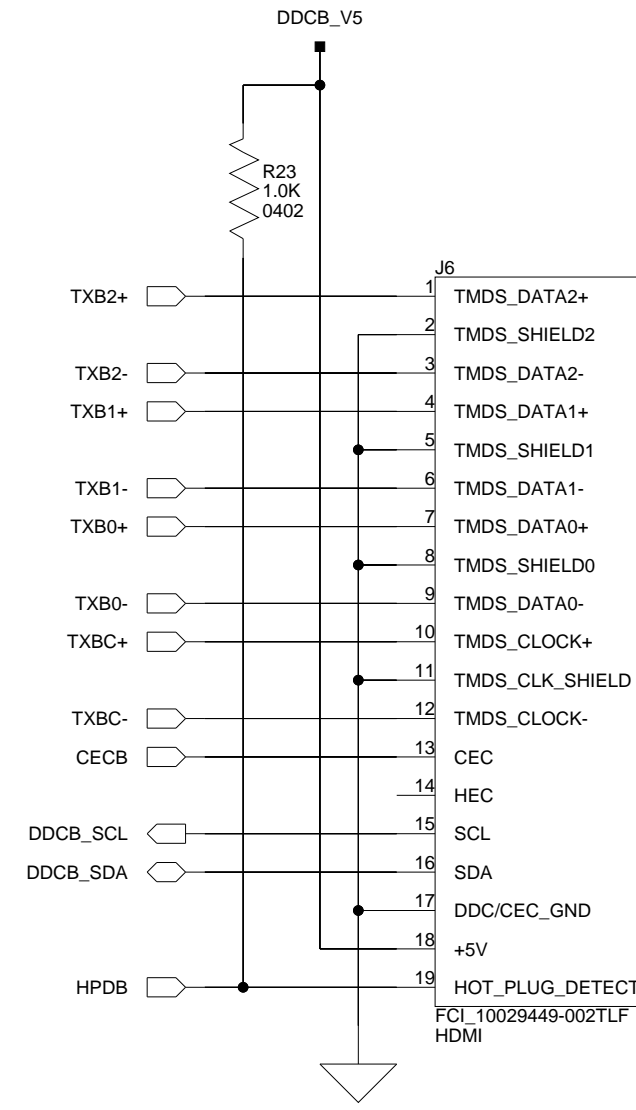 DDCB_V5
R23
1.0K
0402
J6
TXB2+ 1 TMDS_DATA2+
2 TMDS_SHIELD2
TXB2- 3 TMDS_DATA2-
TXB1+ 4 TMDS_DATA1+
5 TMDS_SHIELD1
TXB1- 6 TMDS_DATA1-
TXB0+ 7 TMDS_DATA0+
8 TMDS_SHIELD0
TXB0- 9 TMDS_DATA0-
TXBC+ 10 TMDS_CLOCK+
11 TMDS_CLK_SHIELD
TXBC- 12 TMDS_CLOCK-
CECB 13 CEC
14 HEC
DDCB_SCL 15 SCL
DDCB_SDA 16 SDA
17 DDC/CEC_GND
18 +5V
HPDB 19 HOT_PLUG_DETECT
FCI_10029449-002TLF
HDMI